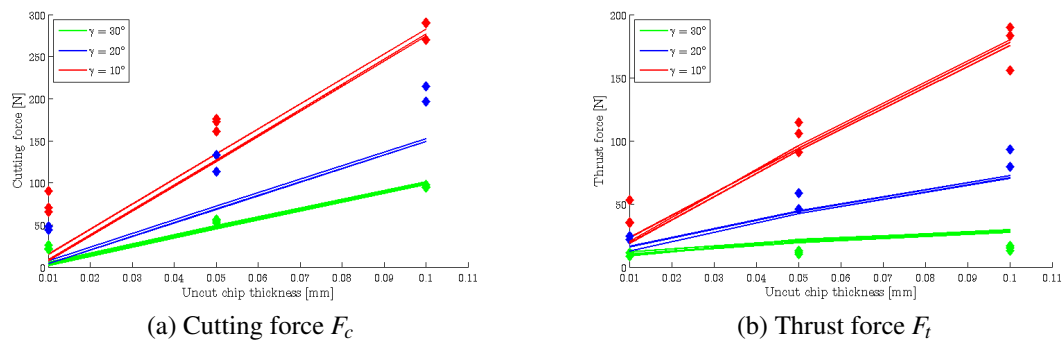 300
250
200
150
100
50
0
Cutting force [N]
γ = 30°
γ = 20°
γ = 10°
0.01 0.02 0.03 0.04 0.05 0.06 0.07 0.08 0.09 0.1 0.11
Uncut chip thickness [mm]
(a) Cutting force F_c
200
150
100
50
0
Thrust force [N]
γ = 30°
γ = 20°
γ = 10°
0.01 0.02 0.03 0.04 0.05 0.06 0.07 0.08 0.09 0.1 0.11
Uncut chip thickness [mm]
(b) Thrust force F_t